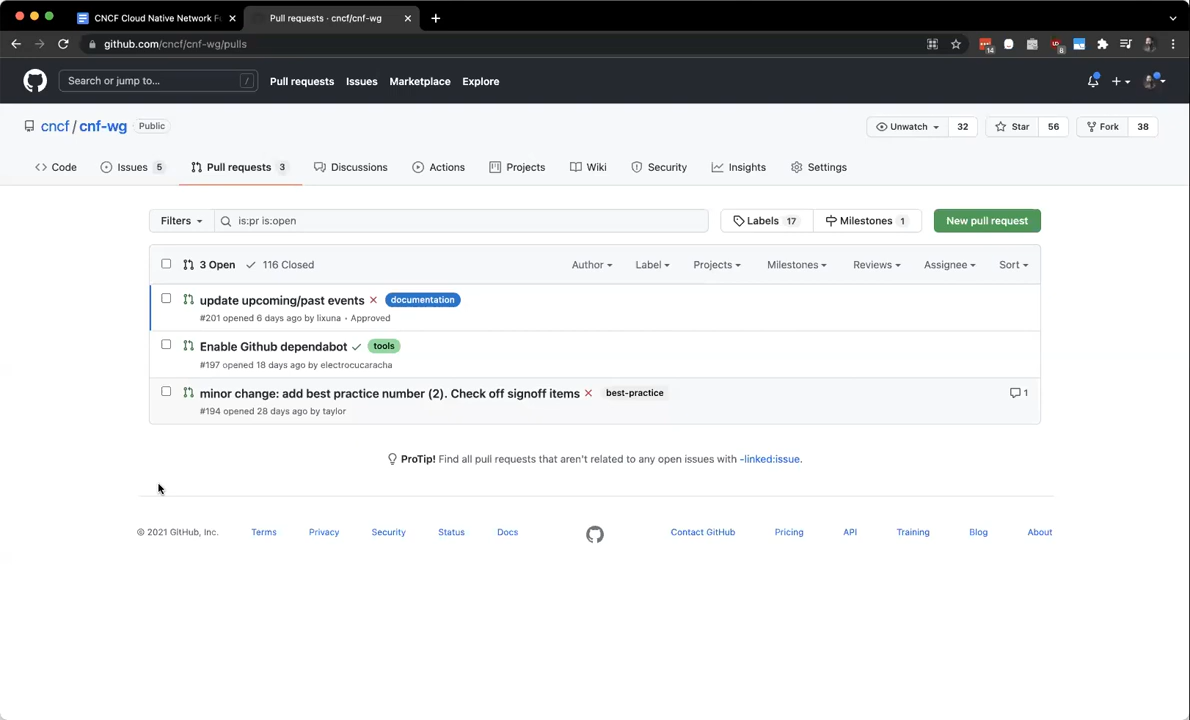 CNCF Cloud Native Network F
Pull requests · cncf/cnf-wg
github.com/cncf/cnf-wg/pulls
14
6
Search or jump to…
/
Pull requests
Issues
Marketplace
Explore
cncf / cnf-wg
Public
Unwatch 32
Star 56
Fork 38
Code
Issues 5
Pull requests 3
Discussions
Actions
Projects
Wiki
Security
Insights
Settings
Filters
is:pr is:open
Labels 17
Milestones 1
New pull request
3 Open
116 Closed
Author
Label
Projects
Milestones
Reviews
Assignee
Sort
update upcoming/past events documentation
#201 opened 6 days ago by lixuna • Approved
Enable Github dependabot tools
#197 opened 18 days ago by electrocucaracha
minor change: add best practice number (2). Check off signoff items best-practice
1
#194 opened 28 days ago by taylor
ProTip! Find all pull requests that aren't related to any open issues with -linked:issue.
© 2021 GitHub, Inc.
Terms
Privacy
Security
Status
Docs
Contact GitHub
Pricing
API
Training
Blog
About